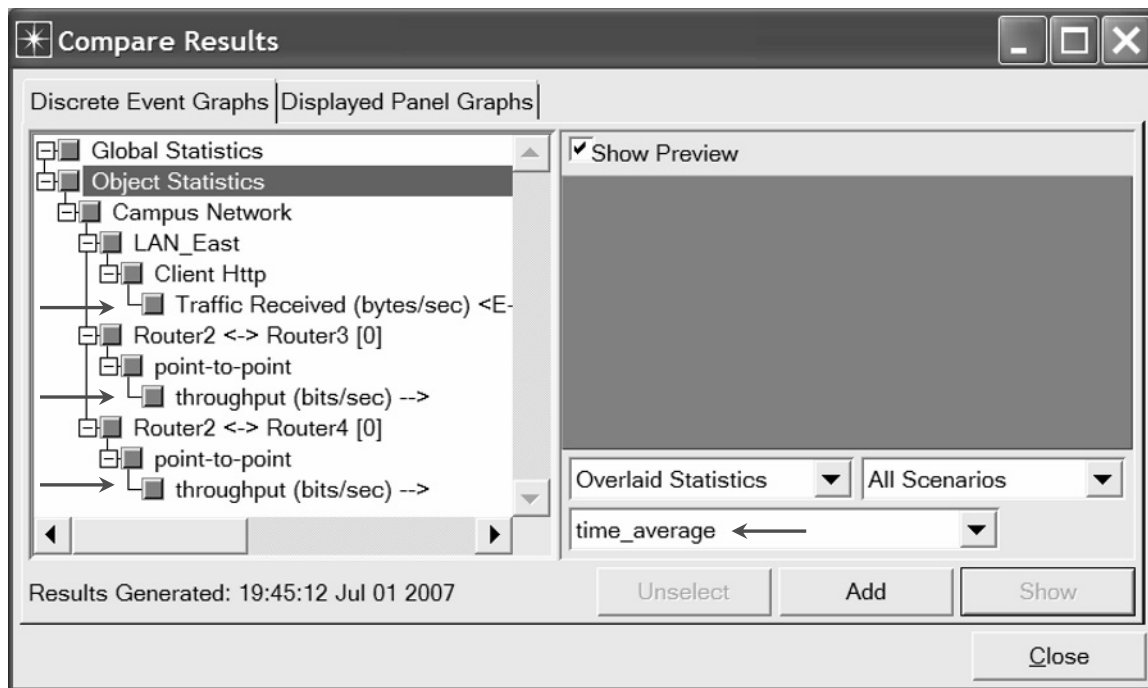 Compare Results
Discrete Event Graphs Displayed Panel Graphs
Global Statistics
Object Statistics
Campus Network
LAN_East
Client Http
Traffic Received (bytes/sec) <E-
Router2 <-> Router3 [0]
point-to-point
throughput (bits/sec) -->
Router2 <-> Router4 [0]
point-to-point
throughput (bits/sec) -->
Show Preview
Overlaid Statistics All Scenarios
time_average
Results Generated: 19:45:12 Jul 01 2007 Unselect Add Show
Close